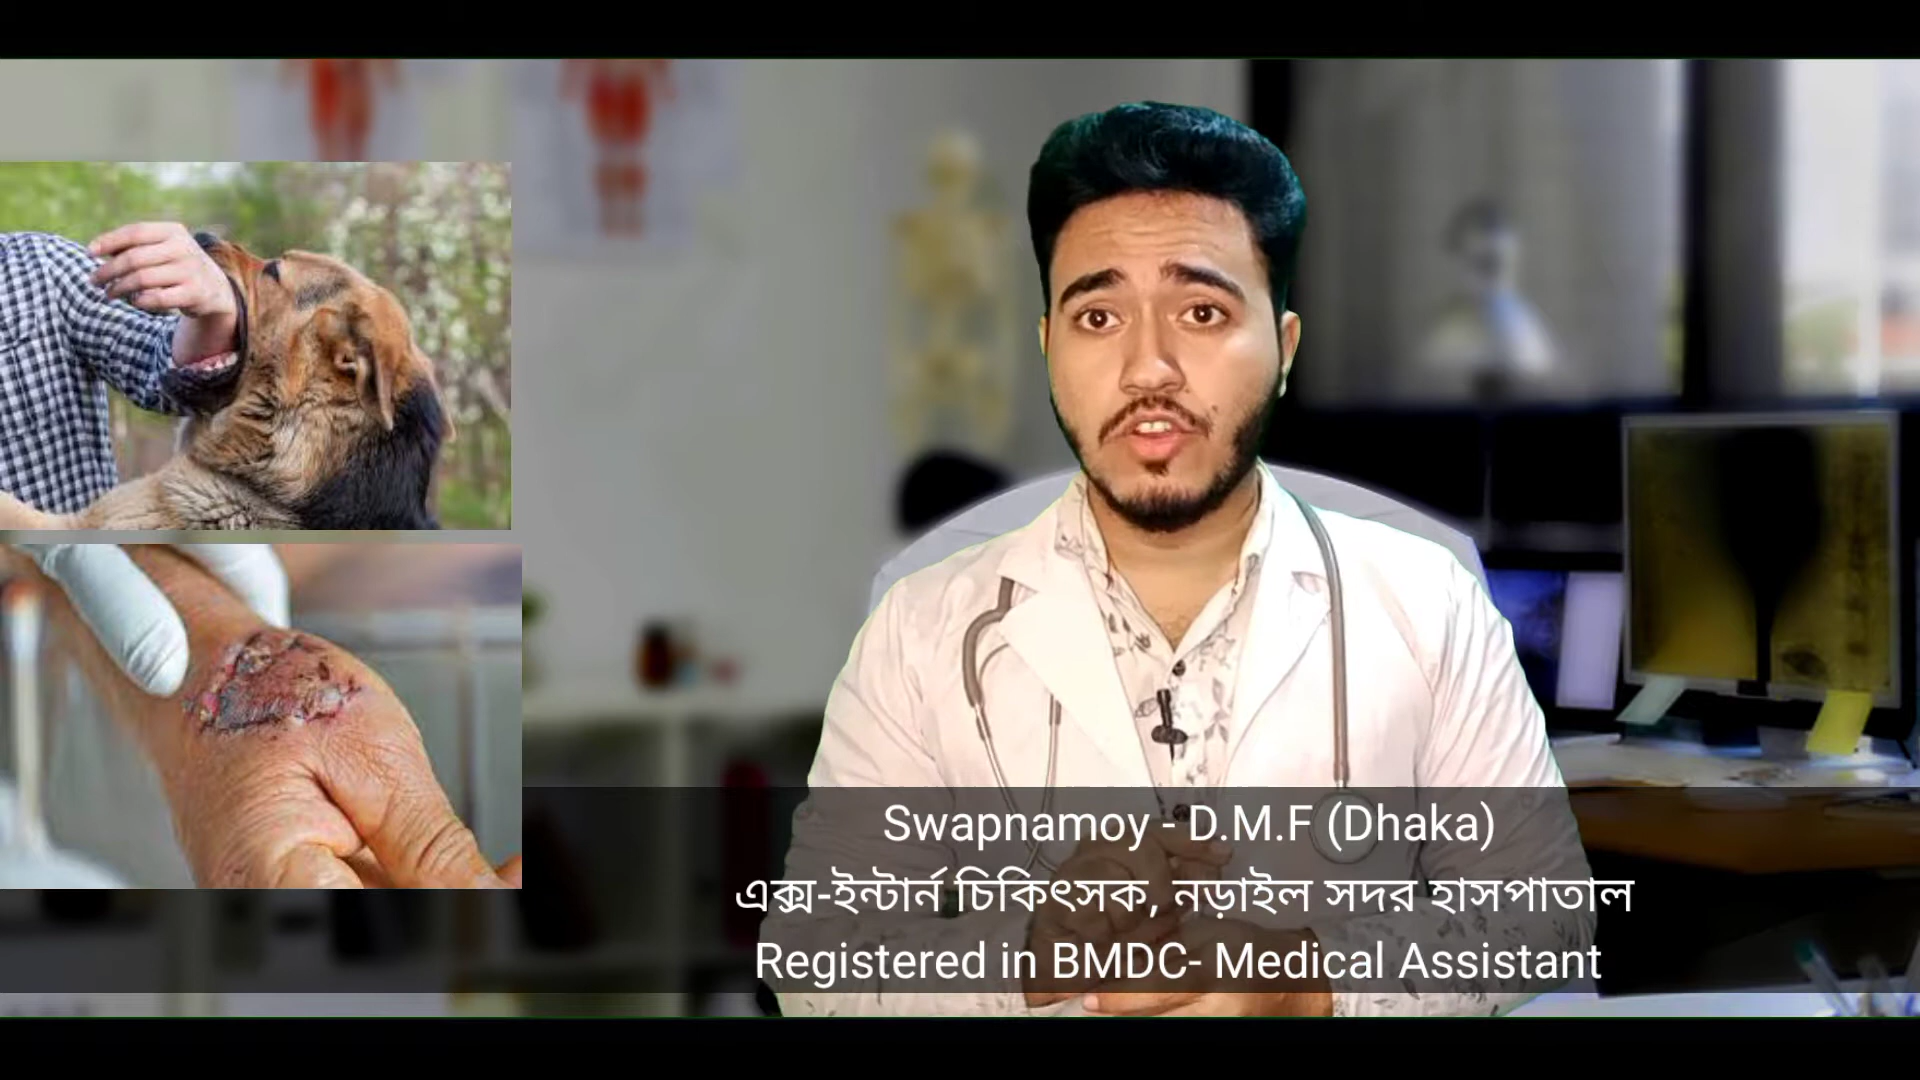 Swapnamoy - D.M.F (Dhaka)
এক্স-ইন্টার্ন চিকিৎসক, নড়াইল সদর হাসপাতাল
Registered in BMDC- Medical Assistant